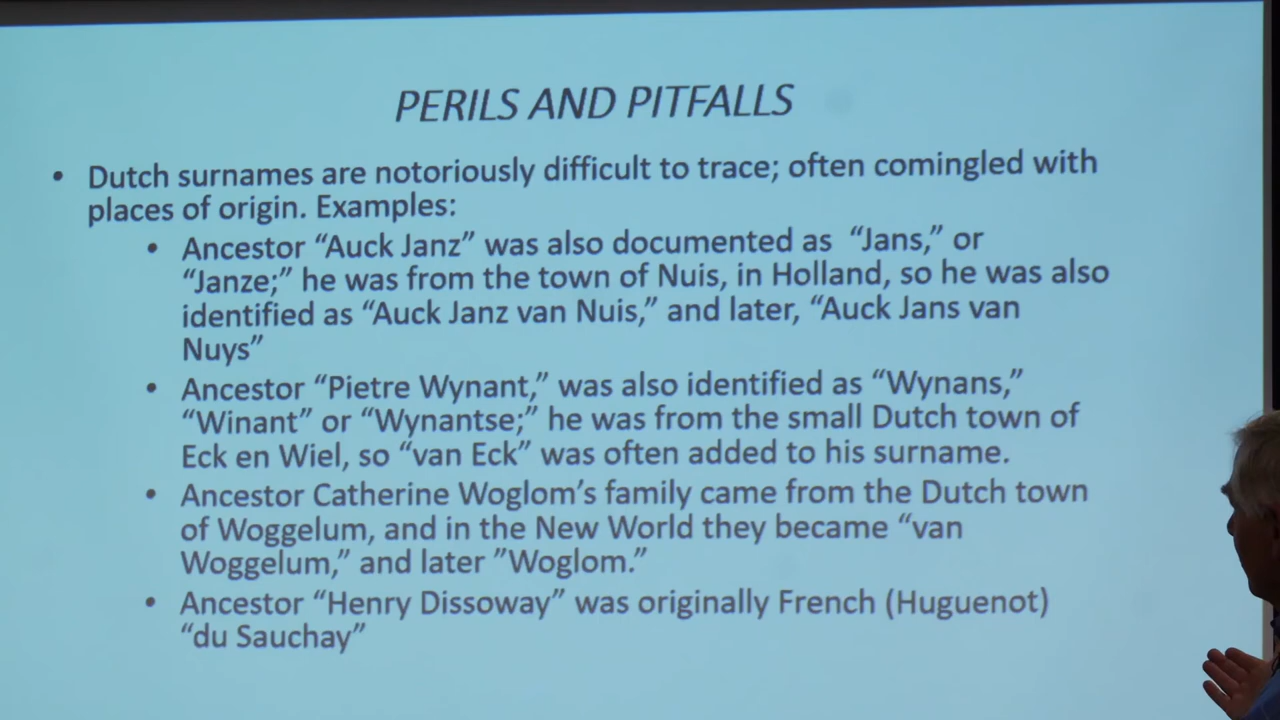 PERILS AND PITFALLS
• Dutch surnames are notoriously difficult to trace; often comingled with
places of origin. Examples:
• Ancestor “Auck Janz” was also documented as “Jans,” or
“Janze;” he was from the town of Nuis, in Holland, so he was also
identified as “Auck Janz van Nuis,” and later, “Auck Jans van
Nuys”
• Ancestor “Pietre Wynant,” was also identified as “Wynans,”
“Winant” or “Wynantse;” he was from the small Dutch town of
Eck en Wiel, so “van Eck” was often added to his surname.
• Ancestor Catherine Woglom’s family came from the Dutch town
of Woggelum, and in the New World they became “van
Woggelum,” and later ”Woglom.”
• Ancestor “Henry Dissoway” was originally French (Huguenot)
“du Sauchay”